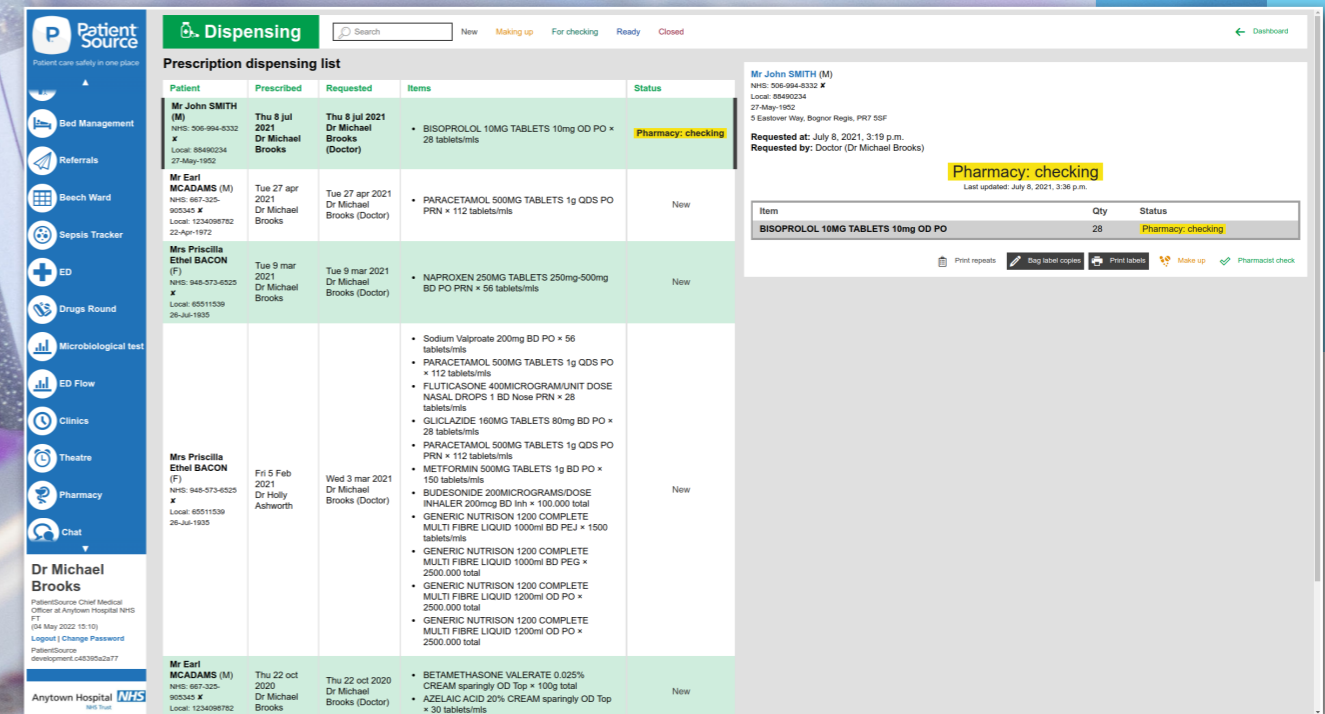 Patient
Source
Patient care safely in one place
Bed Management
Referrals
Beech Ward
Sepsis Tracker
ED
Drugs Round
Microbiological test
ED Flow
Clinics
Theatre
Pharmacy
Chat
Dr Michael
Brooks
PatientSource Chief Medical
Officer at Anytown Hospital NHS
FT
(04 May 2022 15:10)
Logout | Change Password
PatientSource
development.c48395a2a77
Anytown Hospital NHS
NHS Trust
Dispensing
Search
New Making up For checking Ready Closed
Dashboard
Prescription dispensing list
Patient Prescribed Requested Items Status
Mr John SMITH
(M)
NHS: 506-994-8332
✘
Local: 88490234
27-May-1952
Thu 8 jul
2021
Dr Michael
Brooks
Thu 8 jul 2021
Dr Michael
Brooks
(Doctor)
• BISOPROLOL 10MG TABLETS 10mg OD PO ×
28 tablets/mls
Pharmacy: checking
Mr Earl
MCADAMS (M)
NHS: 667-325-
905345 ✘
Local: 1234098782
22-Apr-1972
Tue 27 apr
2021
Dr Michael
Brooks
Tue 27 apr 2021
Dr Michael
Brooks (Doctor)
• PARACETAMOL 500MG TABLETS 1g QDS PO
PRN × 112 tablets/mls
New
Mrs Priscilla
Ethel BACON
(F)
NHS: 948-573-6525
✘
Local: 65511539
26-Jul-1935
Tue 9 mar
2021
Dr Michael
Brooks
Tue 9 mar 2021
Dr Michael
Brooks (Doctor)
• NAPROXEN 250MG TABLETS 250mg-500mg
BD PO PRN × 56 tablets/mls
New
Mrs Priscilla
Ethel BACON
(F)
NHS: 948-573-6525
✘
Local: 65511539
26-Jul-1935
Fri 5 Feb
2021
Dr Holly
Ashworth
Wed 3 mar 2021
Dr Michael
Brooks (Doctor)
• Sodium Valproate 200mg BD PO × 56
tablets/mls
• PARACETAMOL 500MG TABLETS 1g QDS PO
× 112 tablets/mls
• FLUTICASONE 400MICROGRAM/UNIT DOSE
NASAL DROPS 1 BD Nose PRN × 28
tablets/mls
• GLICLAZIDE 160MG TABLETS 80mg BD PO ×
28 tablets/mls
• PARACETAMOL 500MG TABLETS 1g QDS PO
PRN × 112 tablets/mls
• METFORMIN 500MG TABLETS 1g BD PO ×
150 tablets/mls
• BUDESONIDE 200MICROGRAMS/DOSE
INHALER 200mcg BD Inh × 100.000 total
• GENERIC NUTRISON 1200 COMPLETE
MULTI FIBRE LIQUID 1000ml BD PEJ × 1500
tablets/mls
• GENERIC NUTRISON 1200 COMPLETE
MULTI FIBRE LIQUID 1000ml BD PEG ×
2500.000 total
• GENERIC NUTRISON 1200 COMPLETE
MULTI FIBRE LIQUID 1200ml OD PO ×
2500.000 total
• GENERIC NUTRISON 1200 COMPLETE
MULTI FIBRE LIQUID 1200ml OD PO ×
2500.000 total
New
Mr Earl
MCADAMS (M)
NHS: 667-325-
905345 ✘
Local: 1234098782
Thu 22 oct
2020
Dr Michael
Brooks
Thu 22 oct 2020
Dr Michael
Brooks (Doctor)
• BETAMETHASONE VALERATE 0.025%
CREAM sparingly OD Top × 100g total
• AZELAIC ACID 20% CREAM sparingly OD Top
× 30 tablets/mls
New
Mr John SMITH (M)
NHS: 506-994-8332 ✘
Local: 88490234
27-May-1952
5 Eastover Way, Bognor Regis, PR7 5SF
Requested at: July 8, 2021, 3:19 p.m.
Requested by: Doctor (Dr Michael Brooks)
Pharmacy: checking
Last updated: July 8, 2021, 3:36 p.m.
Item Qty Status
BISOPROLOL 10MG TABLETS 10mg OD PO 28 Pharmacy: checking
Print repeats Bag label copies Print labels Make up Pharmacist check